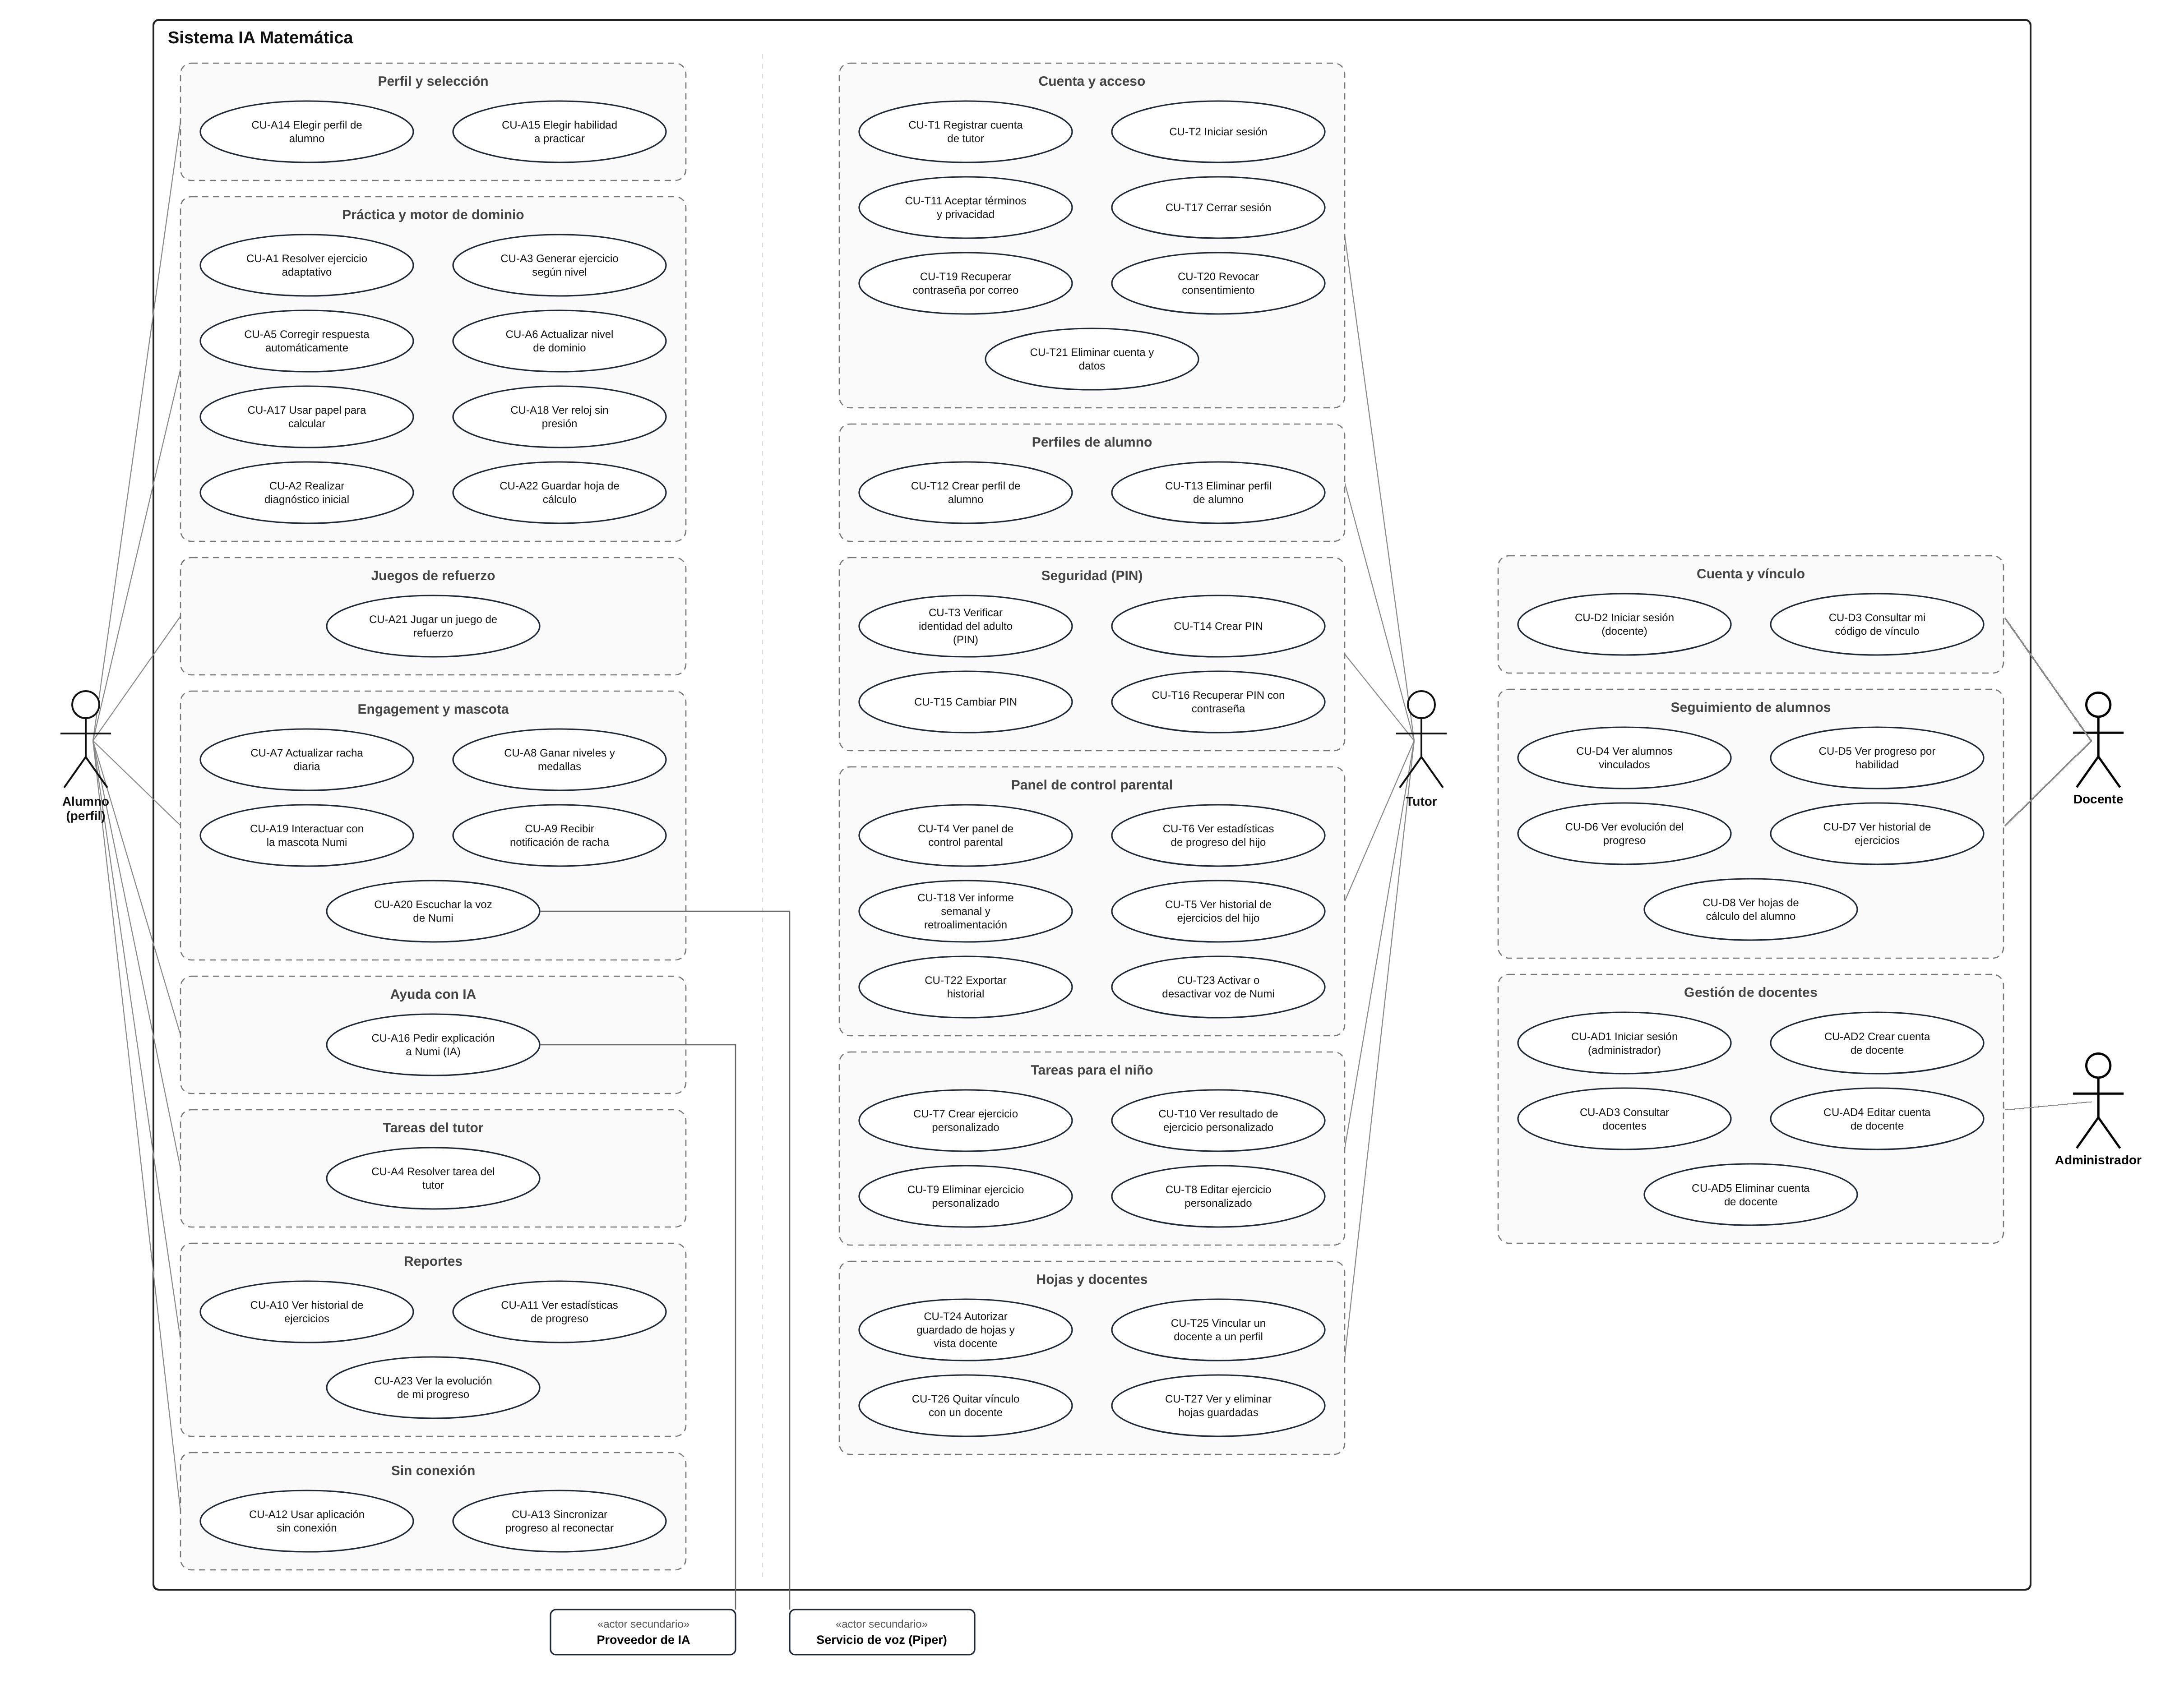 Sistema IA Matemática
Perfil y selección
CU-A14 Elegir perfil de
alumno
CU-A15 Elegir habilidad
a practicar
Práctica y motor de dominio
CU-A1 Resolver ejercicio
adaptativo
CU-A3 Generar ejercicio
según nivel
CU-A5 Corregir respuesta
automáticamente
CU-A6 Actualizar nivel
de dominio
CU-A17 Usar papel para
calcular
CU-A18 Ver reloj sin
presión
CU-A2 Realizar
diagnóstico inicial
CU-A22 Guardar hoja de
cálculo
Juegos de refuerzo
CU-A21 Jugar un juego de
refuerzo
Engagement y mascota
CU-A7 Actualizar racha
diaria
CU-A8 Ganar niveles y
medallas
CU-A19 Interactuar con
la mascota Numi
CU-A9 Recibir
notificación de racha
CU-A20 Escuchar la voz
de Numi
Alumno
(perfil)
Ayuda con IA
CU-A16 Pedir explicación
a Numi (IA)
Tareas del tutor
CU-A4 Resolver tarea del
tutor
Reportes
CU-A10 Ver historial de
ejercicios
CU-A11 Ver estadísticas
de progreso
CU-A23 Ver la evolución
de mi progreso
Sin conexión
CU-A12 Usar aplicación
sin conexión
CU-A13 Sincronizar
progreso al reconectar
Cuenta y acceso
CU-T1 Registrar cuenta
de tutor
CU-T2 Iniciar sesión
CU-T11 Aceptar términos
y privacidad
CU-T17 Cerrar sesión
CU-T19 Recuperar
contraseña por correo
CU-T20 Revocar
consentimiento
CU-T21 Eliminar cuenta y
datos
Perfiles de alumno
CU-T12 Crear perfil de
alumno
CU-T13 Eliminar perfil
de alumno
Seguridad (PIN)
CU-T3 Verificar
identidad del adulto
(PIN)
CU-T14 Crear PIN
CU-T15 Cambiar PIN
CU-T16 Recuperar PIN con
contraseña
Panel de control parental
CU-T4 Ver panel de
control parental
CU-T6 Ver estadísticas
de progreso del hijo
CU-T18 Ver informe
semanal y
retroalimentación
CU-T5 Ver historial de
ejercicios del hijo
CU-T22 Exportar
historial
CU-T23 Activar o
desactivar voz de Numi
Tutor
Tareas para el niño
CU-T7 Crear ejercicio
personalizado
CU-T10 Ver resultado de
ejercicio personalizado
CU-T9 Eliminar ejercicio
personalizado
CU-T8 Editar ejercicio
personalizado
Hojas y docentes
CU-T24 Autorizar
guardado de hojas y
vista docente
CU-T25 Vincular un
docente a un perfil
CU-T26 Quitar vínculo
con un docente
CU-T27 Ver y eliminar
hojas guardadas
Cuenta y vínculo
CU-D2 Iniciar sesión
(docente)
CU-D3 Consultar mi
código de vínculo
Seguimiento de alumnos
CU-D4 Ver alumnos
vinculados
CU-D5 Ver progreso por
habilidad
CU-D6 Ver evolución del
progreso
CU-D7 Ver historial de
ejercicios
CU-D8 Ver hojas de
cálculo del alumno
Docente
Gestión de docentes
CU-AD1 Iniciar sesión
(administrador)
CU-AD2 Crear cuenta
de docente
CU-AD3 Consultar
docentes
CU-AD4 Editar cuenta
de docente
CU-AD5 Eliminar cuenta
de docente
Administrador
«actor secundario»
Proveedor de IA
«actor secundario»
Servicio de voz (Piper)